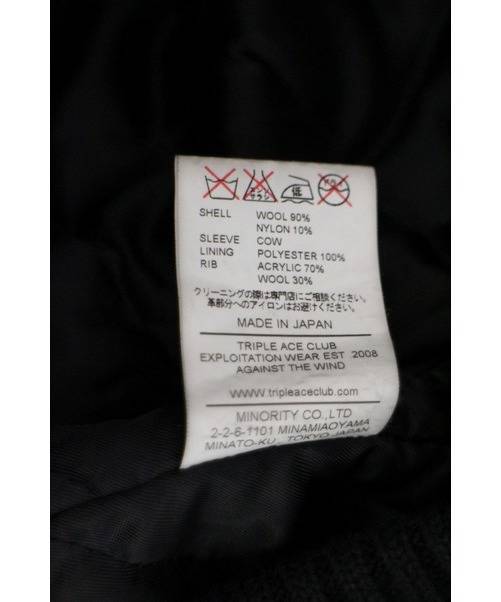 低
SHELL WOOL 90%
NYLON 10%
SLEEVE COW
LINING POLYESTER 100%
RIB ACRYLIC 70%
WOOL 30%
クリーニングの際は専門店にご相談ください。
革部分へのアイロンはお避けください。
MADE IN JAPAN
TRIPLE ACE CLUB
EXPLOITATION WEAR EST 2008
AGAINST THE WIND
www.tripleaceclub.com
MINORITY CO.,LTD
2-2-6-1101 MINAMIAOYAMA
MINATO-KU, TOKYO JAPAN